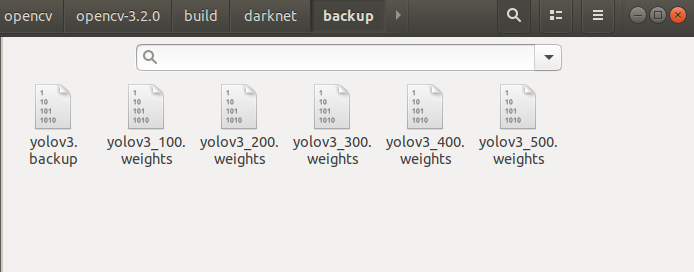 opencv opencv-3.2.0 build darknet backup
yolov3. yolov3_100. yolov3_200. yolov3_300. yolov3_400. yolov3_500.
backup weights weights weights weights weights